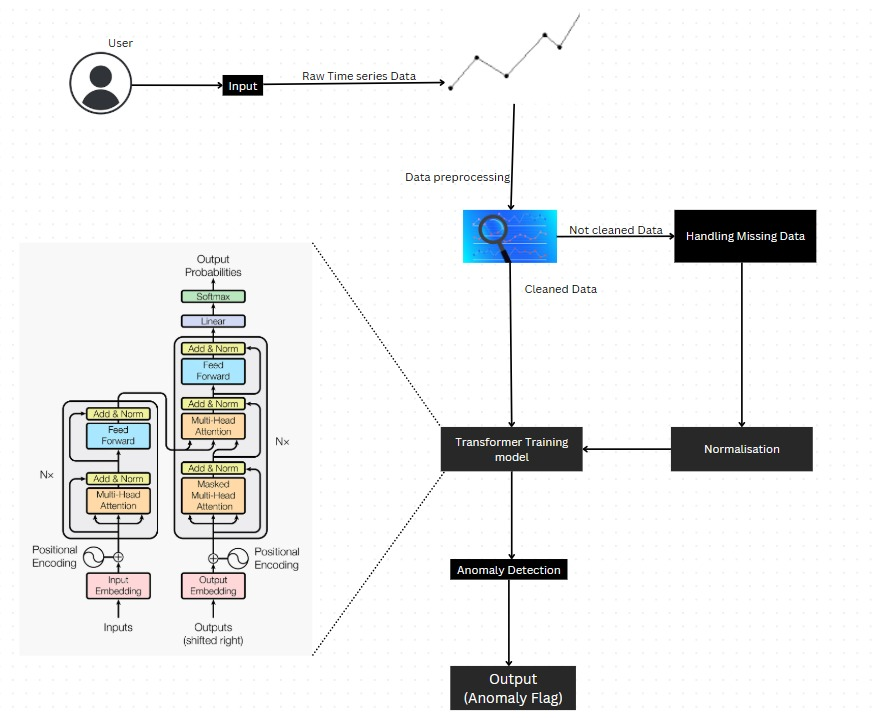 User
Input
Raw Time series Data
Data preprocessing
Not cleaned Data
Handling Missing Data
Cleaned Data
Output
Probabilities
Softmax
Linear
Add & Norm
Feed
Forward
Add & Norm
Multi-Head
Attention
Add & Norm
Masked
Multi-Head
Attention
Nx
Add & Norm
Feed
Forward
Add & Norm
Multi-Head
Attention
Nx
Positional
Encoding
Positional
Encoding
Input
Embedding
Output
Embedding
Inputs
Outputs
(shifted right)
Transformer Training
model
Normalisation
Anomaly Detection
Output
(Anomaly Flag)